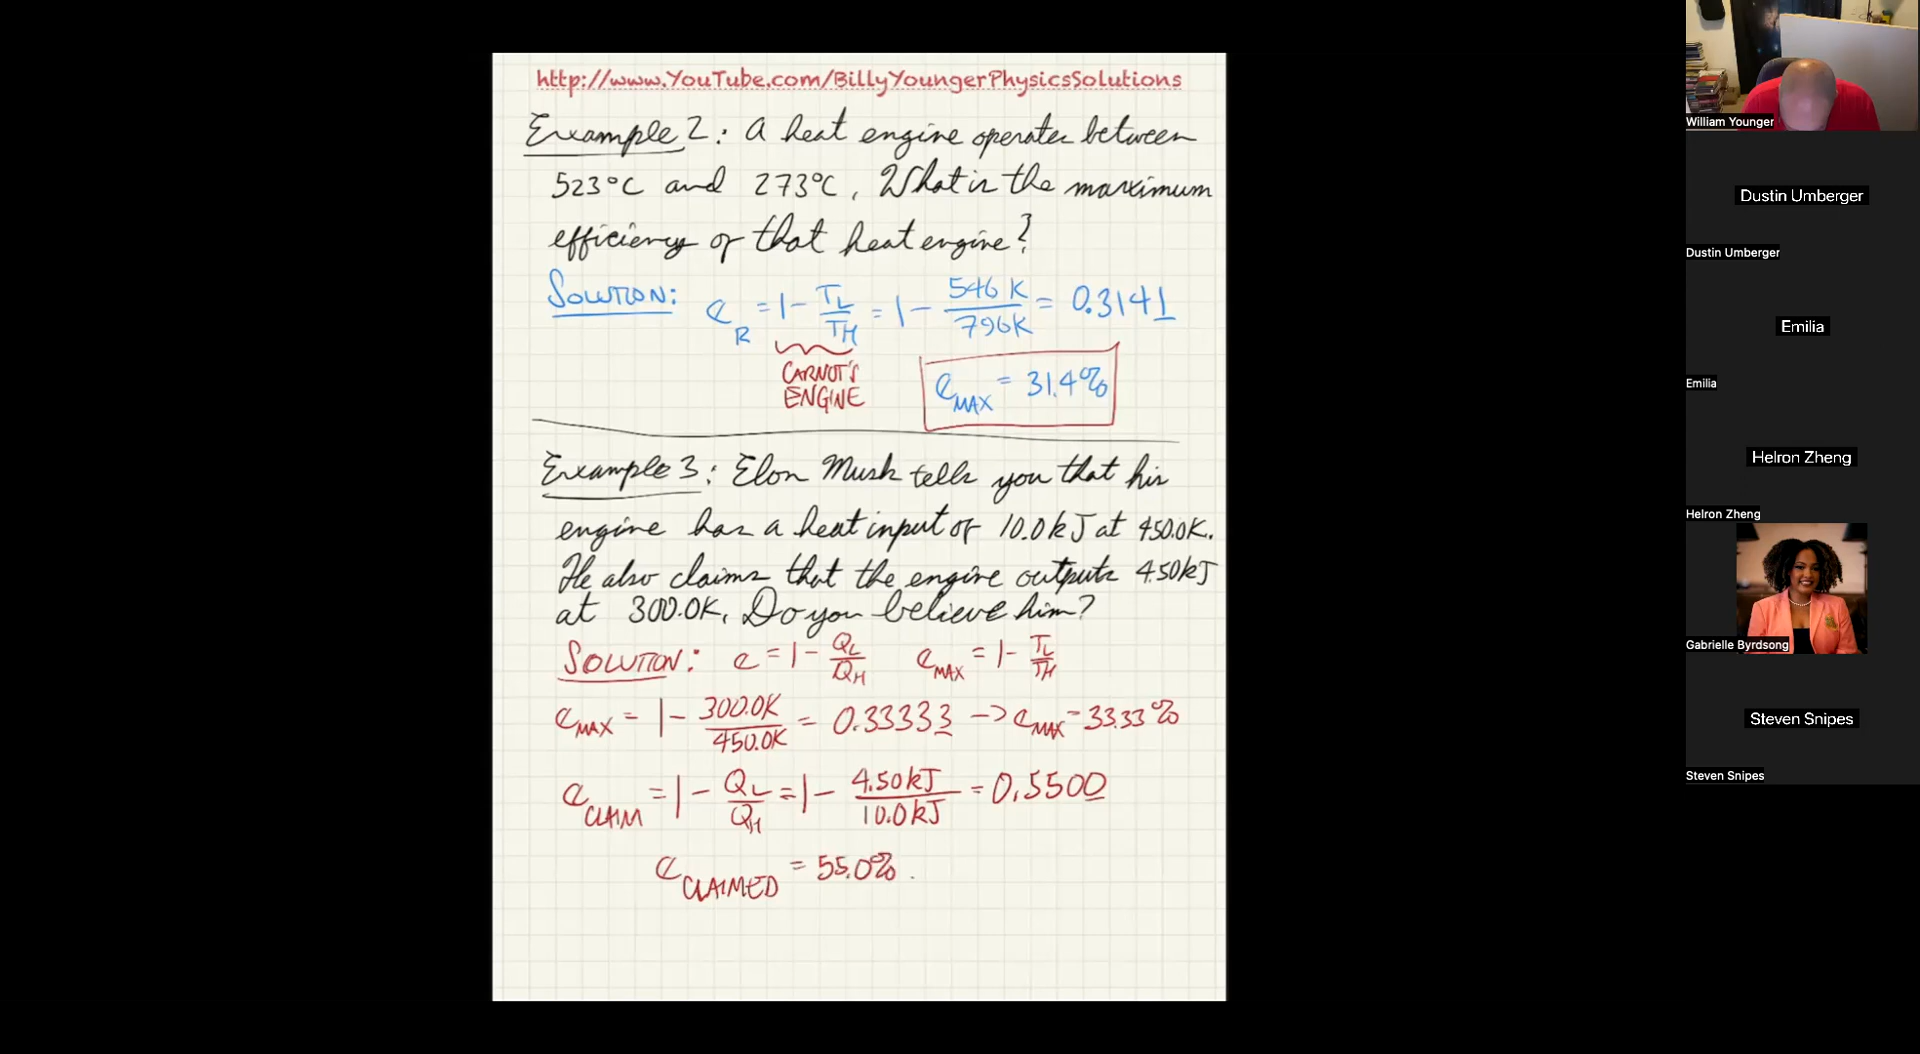 http://www.YouTube.com/BillyYoungerPhysicsSolutions
Example 2: A heat engine operates between
523°C and 273°C. What is the maximum
efficiency of that heat engine?
SOLUTION: e_R = 1 - T_L/T_H = 1 - 546 K/796 K = 0.3141
CARNOT'S
ENGINE
e_MAX = 31.4%
Example 3: Elon Musk tells you that his
engine has a heat input of 10.0 kJ at 450.0K.
He also claims that the engine outputs 4.50 kJ
at 300.0K. Do you believe him?
SOLUTION: e = 1 - Q_L/Q_H e_MAX = 1 - T_L/T_H
e_MAX = 1 - 300.0K/450.0K = 0.33333 → e_MAX = 33.33%
e_CLAIM = 1 - Q_L/Q_H = 1 - 4.50 kJ/10.0 kJ = 0.5500
e_CLAIMED = 55.0%.
William Younger
Dustin Umberger
Dustin Umberger
Emilia
Emilia
Helron Zheng
Helron Zheng
Gabrielle Byrdsong
Steven Snipes
Steven Snipes